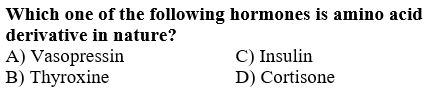 Which one of the following hormones is amino acid
derivative in nature?
A) Vasopressin C) Insulin
B) Thyroxine D) Cortisone